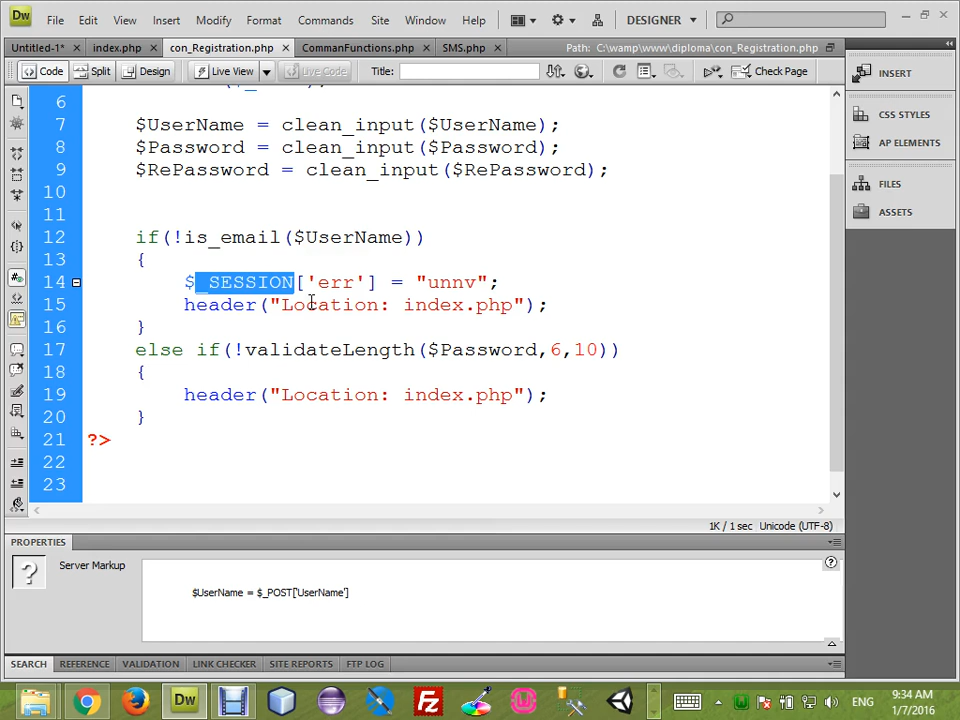 Dw File Edit View Insert Modify Format Commands Site Window Help DESIGNER
Untitled-1* index.php con_Registration.php CommanFunctions.php SMS.php Path: C:\wamp\www\diploma\con_Registration.php
Code Split Design Live View Live Code Title: Check Page
INSERT
CSS STYLES
AP ELEMENTS
FILES
ASSETS
6
7 $UserName = clean_input($UserName);
8 $Password = clean_input($Password);
9 $RePassword = clean_input($RePassword);
10
11
12 if(!is_email($UserName))
13 {
14 $_SESSION['err'] = "unnv";
15 header("Location: index.php");
16 }
17 else if(!validateLength($Password,6,10))
18 {
19 header("Location: index.php");
20 }
21 ?>
22
23
1K / 1 sec Unicode (UTF-8)
PROPERTIES
Server Markup
$UserName = $_POST['UserName']
SEARCH REFERENCE VALIDATION LINK CHECKER SITE REPORTS FTP LOG
Dw Fz ENG
9:34 AM
1/7/2016